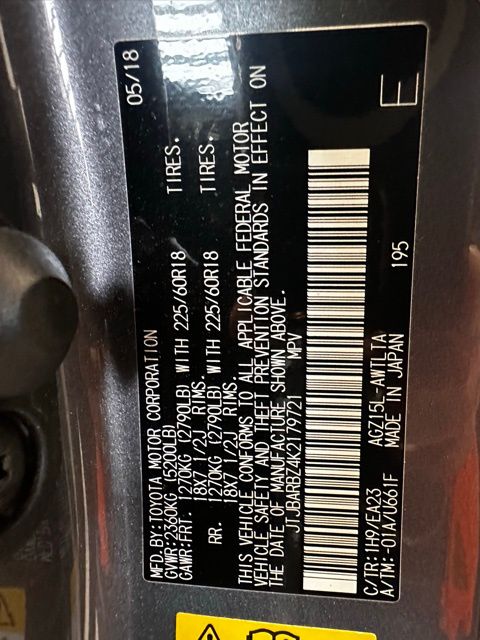 MFD.BY:TOYOTA MOTOR CORPORATION 05/18
GVWR:2360KG (5200LB)
GAWR:FRT. 1270KG (2790LB) WITH 225/60R18 TIRES.
18X7 1/2J RIMS.
RR. 1270KG (2790LB) WITH 225/60R18 TIRES.
18X7 1/2J RIMS.
THIS VEHICLE CONFORMS TO ALL APPLICABLE FEDERAL MOTOR
VEHICLE SAFETY AND THEFT PREVENTION STANDARDS IN EFFECT ON
THE DATE OF MANUFACTURE SHOWN ABOVE.
JTJBARBZ4K2179721 MPV
C/TR:1H9/EA23 AGZ15L-AWTLTA 195
A/TM:-01A/U661F MADE IN JAPAN
E